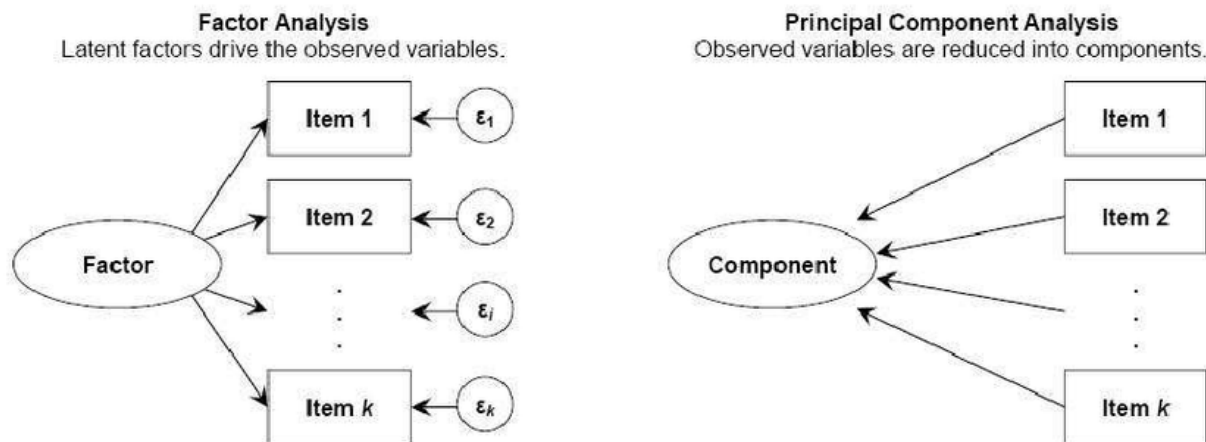 Factor Analysis
Latent factors drive the observed variables.
Item 1
ε1
Item 2
ε2
Factor
.
.
.
εi
Item k
εk
Principal Component Analysis
Observed variables are reduced into components.
Item 1
Item 2
Component
.
.
.
Item k